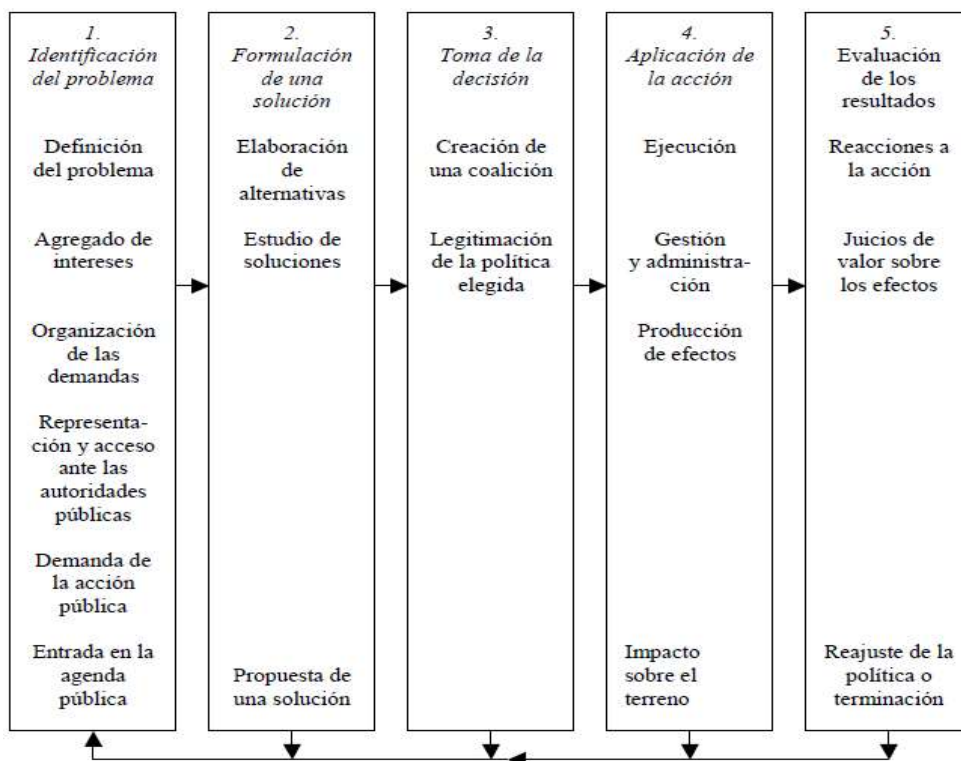 1.
Identificación
del problema
Definición
del problema
Agregado de
intereses
Organización
de las
demandas
Representa-
ción y acceso
ante las
autoridades
públicas
Demanda de
la acción
pública
Entrada en la
agenda
pública
2.
Formulación
de una
solución
Elaboración
de
alternativas
Estudio de
soluciones
Propuesta de
una solución
3.
Toma de la
decisión
Creación de
una coalición
Legitimación
de la política
elegida
4.
Aplicación de
la acción
Ejecución
Gestión
y administra-
ción
Producción
de efectos
Impacto
sobre el
terreno
5.
Evaluación
de los
resultados
Reacciones a
la acción
Juicios de
valor sobre
los efectos
Reajuste de la
política o
terminación